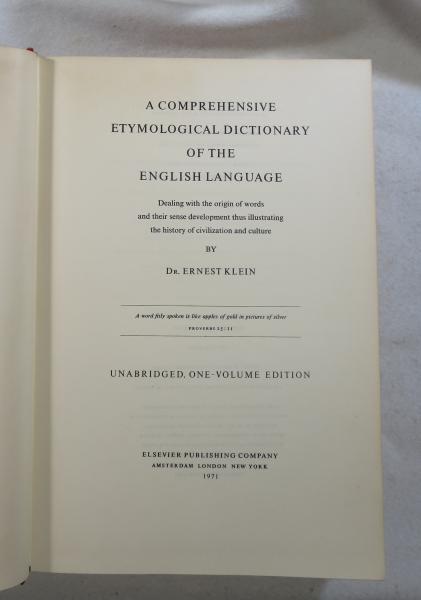 A COMPREHENSIVE
ETYMOLOGICAL DICTIONARY
OF THE
ENGLISH LANGUAGE
Dealing with the origin of words
and their sense development thus illustrating
the history of civilization and culture
BY
DR. ERNEST KLEIN
A word fitly spoken is like apples of gold in pictures of silver
PROVERBS 25:11
UNABRIDGED, ONE-VOLUME EDITION
ELSEVIER PUBLISHING COMPANY
AMSTERDAM LONDON NEW YORK
1971